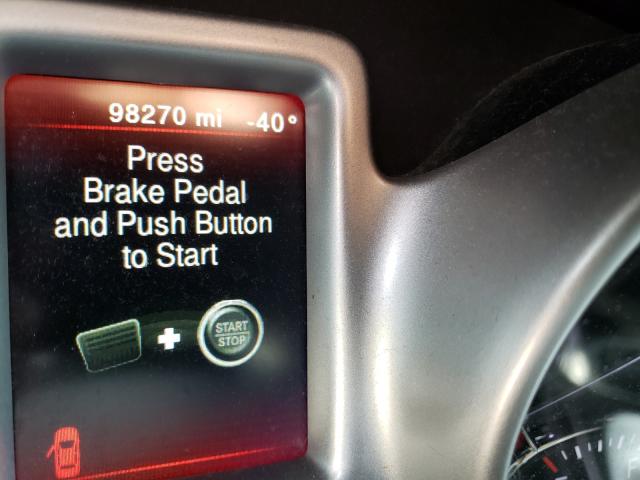 98270 mi -40°
Press
Brake Pedal
and Push Button
to Start
START
STOP